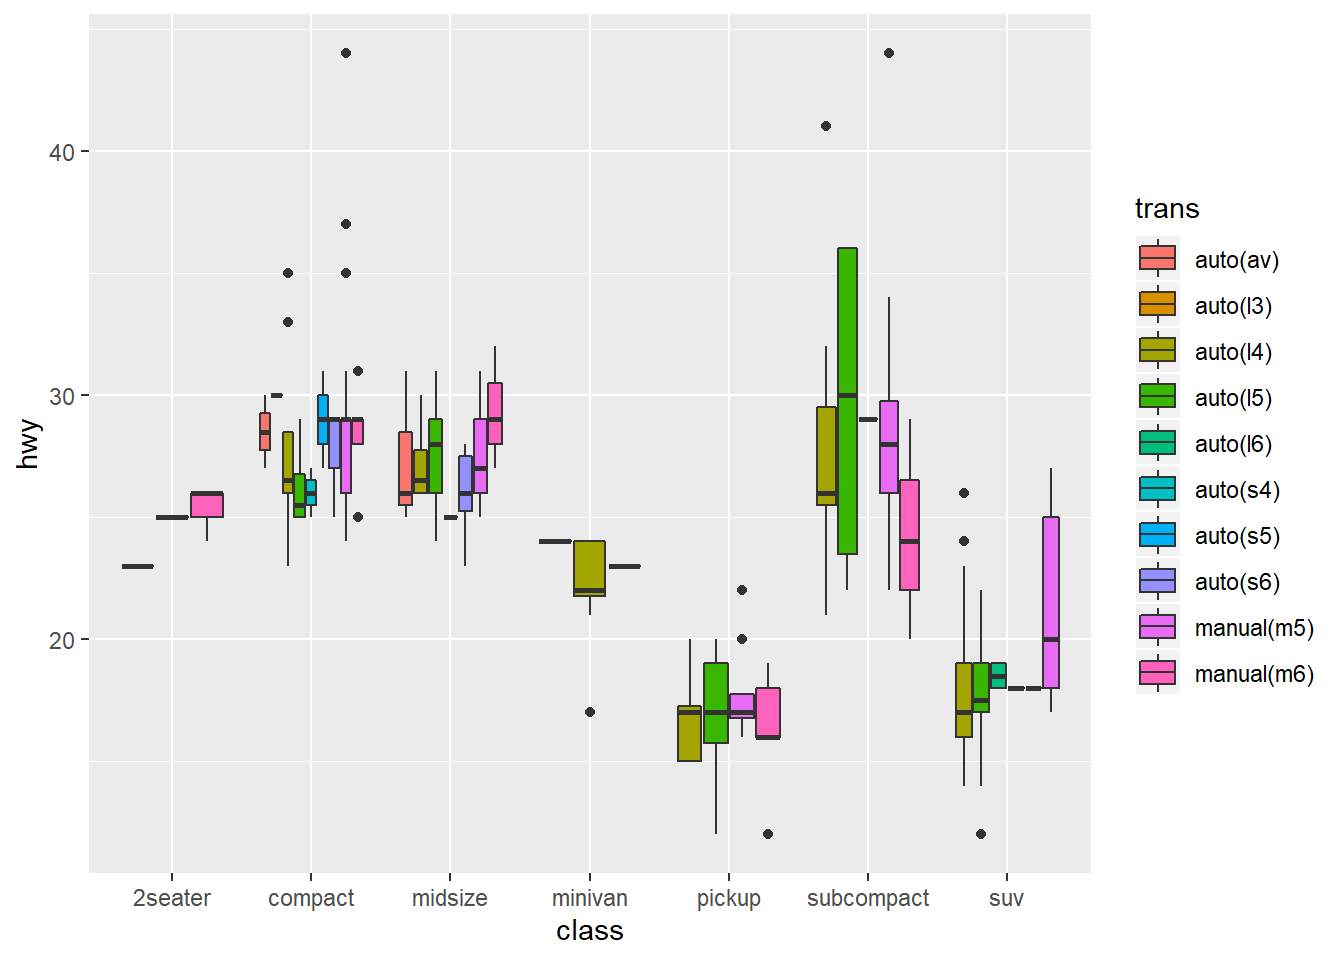 40
30
20
hwy
2seater compact midsize minivan pickup subcompact suv
class
trans
auto(av)
auto(l3)
auto(l4)
auto(l5)
auto(l6)
auto(s4)
auto(s5)
auto(s6)
manual(m5)
manual(m6)